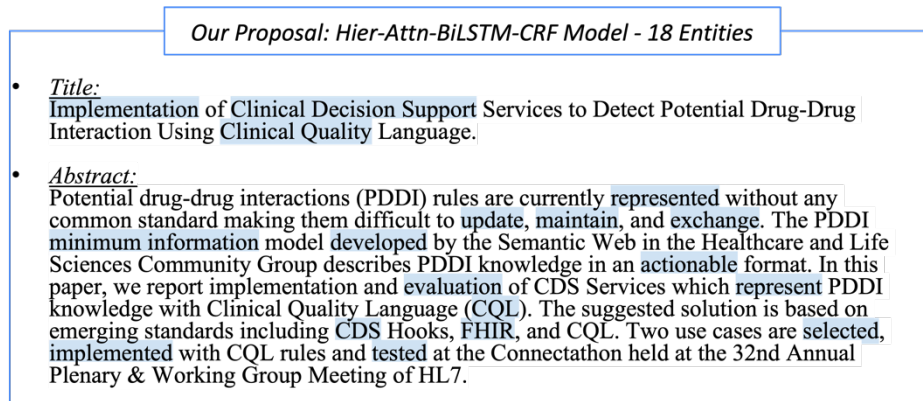 Our Proposal: Hier-Attn-BiLSTM-CRF Model - 18 Entities
• Title:
Implementation of Clinical Decision Support Services to Detect Potential Drug-Drug
Interaction Using Clinical Quality Language.
• Abstract:
Potential drug-drug interactions (PDDI) rules are currently represented without any
common standard making them difficult to update, maintain, and exchange. The PDDI
minimum information model developed by the Semantic Web in the Healthcare and Life
Sciences Community Group describes PDDI knowledge in an actionable format. In this
paper, we report implementation and evaluation of CDS Services which represent PDDI
knowledge with Clinical Quality Language (CQL). The suggested solution is based on
emerging standards including CDS Hooks, FHIR, and CQL. Two use cases are selected,
implemented with CQL rules and tested at the Connectathon held at the 32nd Annual
Plenary & Working Group Meeting of HL7.